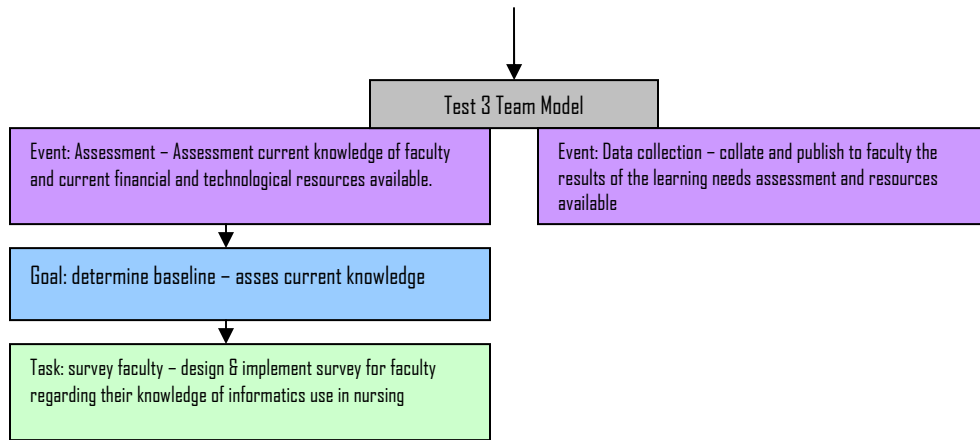 Test 3 Team Model
Event: Assessment – Assessment current knowledge of faculty
and current financial and technological resources available.
Event: Data collection – collate and publish to faculty the
results of the learning needs assessment and resources
available
Goal: determine baseline – asses current knowledge
Task: survey faculty – design & implement survey for faculty
regarding their knowledge of informatics use in nursing